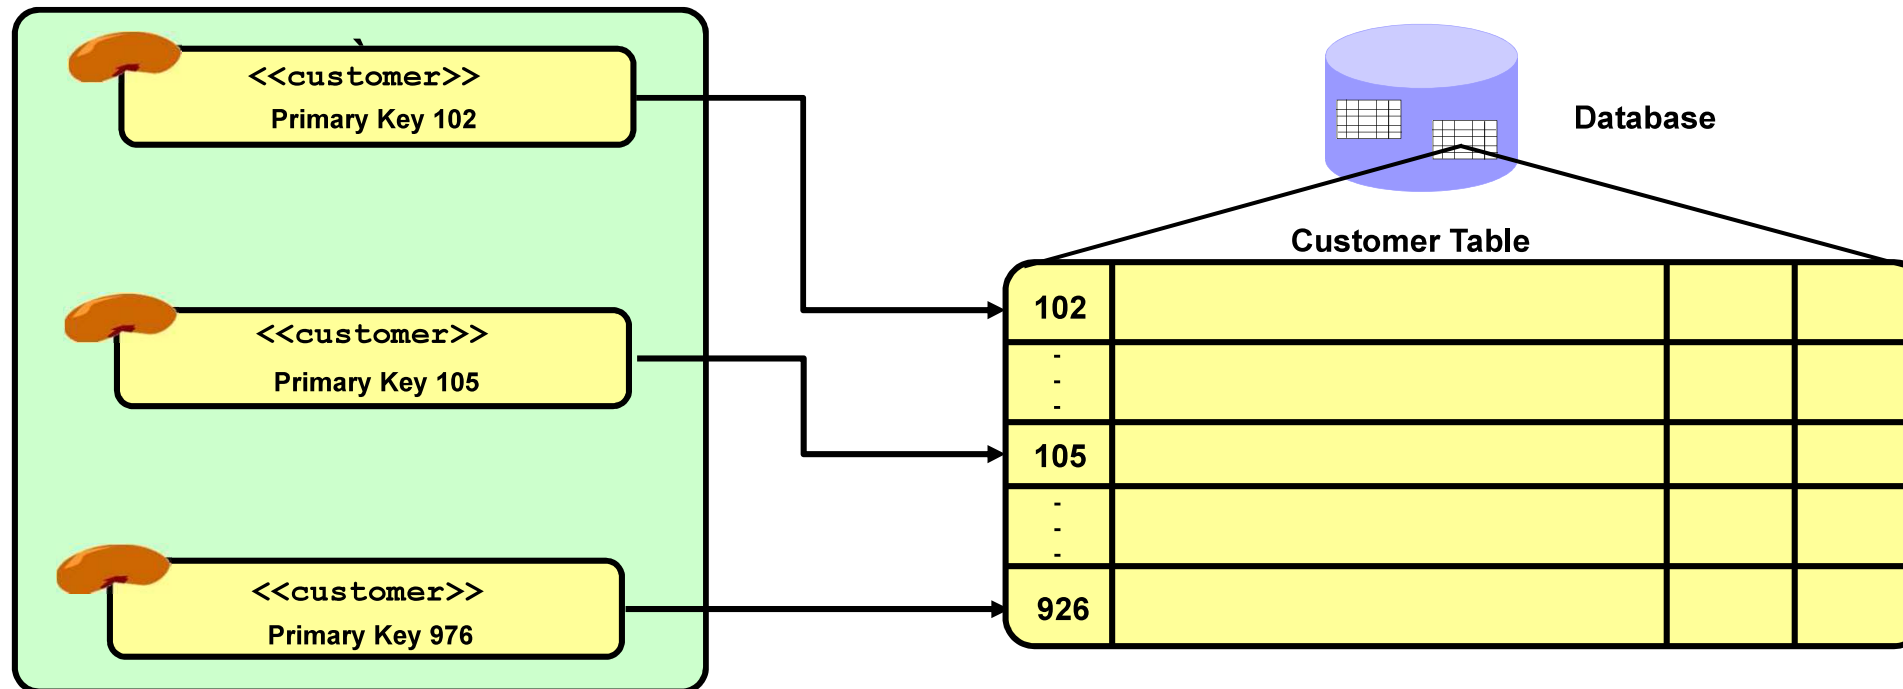 `
<<customer>>
Primary Key 102
<<customer>>
Primary Key 105
<<customer>>
Primary Key 976
Database
Customer Table
102
-
-
-
105
-
-
-
926